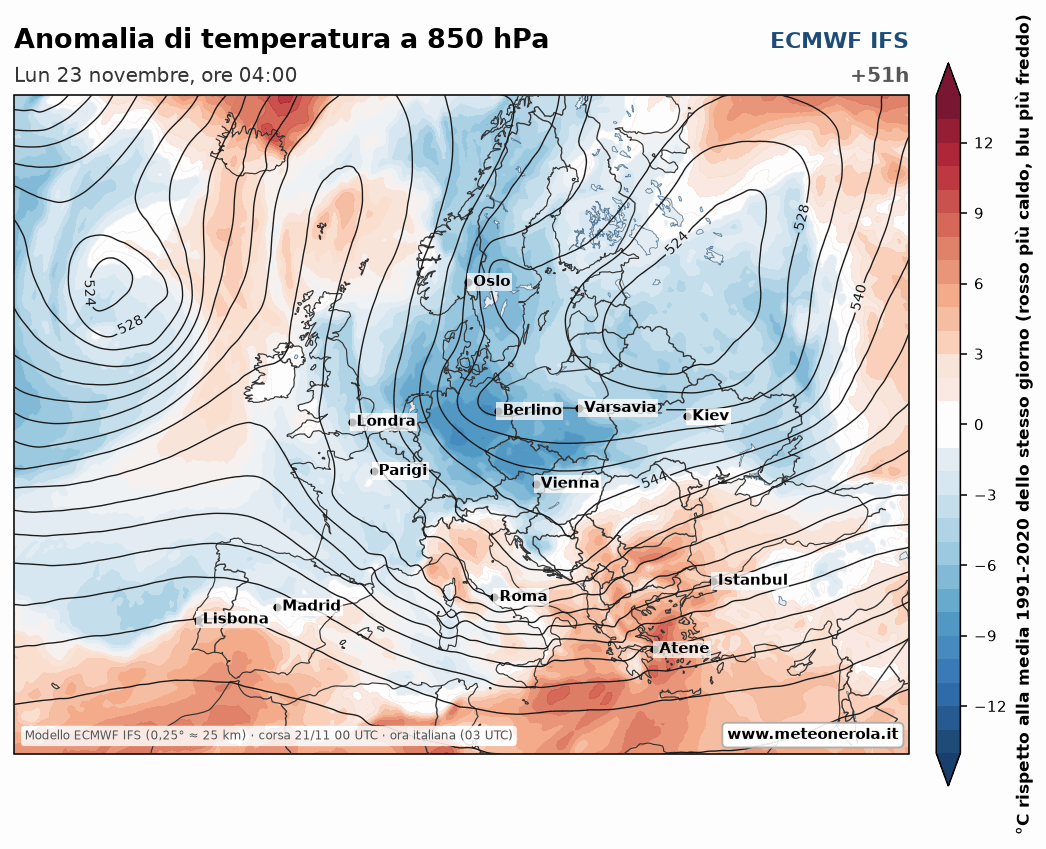 Anomalia di temperatura a 850 hPa
ECMWF IFS
Lun 23 novembre, ore 04:00
+51h
528
524
540
Oslo
524
528
Berlino
Varsavia
Kiev
Londra
Parigi
Vienna
544
Istanbul
Roma
Madrid
Lisbona
Atene
Modello ECMWF IFS (0,25° ≈ 25 km) · corsa 21/11 00 UTC · ora italiana (03 UTC)
www.meteonerola.it
12
9
6
3
0
−3
−6
−9
−12
°C rispetto alla media 1991-2020 dello stesso giorno (rosso più caldo, blu più freddo)